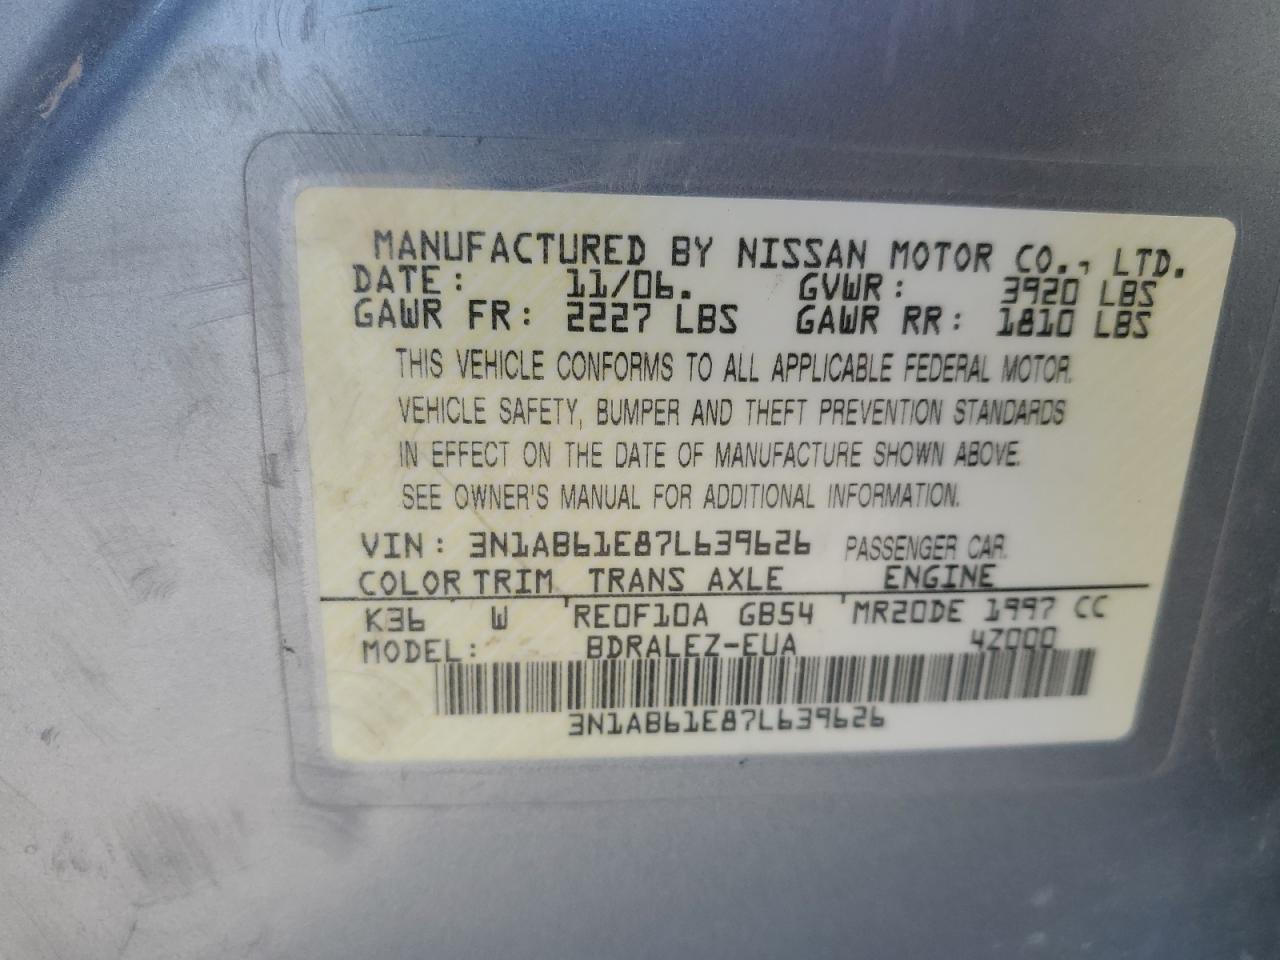 MANUFACTURED BY NISSAN MOTOR CO., LTD.
DATE: 11/06. GVWR: 3920 LBS
GAWR FR: 2227 LBS GAWR RR: 1810 LBS
THIS VEHICLE CONFORMS TO ALL APPLICABLE FEDERAL MOTOR
VEHICLE SAFETY, BUMPER AND THEFT PREVENTION STANDARDS
IN EFFECT ON THE DATE OF MANUFACTURE SHOWN ABOVE.
SEE OWNER'S MANUAL FOR ADDITIONAL INFORMATION.
VIN: 3N1AB61E87L639626 PASSENGER CAR
COLOR TRIM TRANS AXLE ENGINE
K36 W RE0F10A GB54 MR20DE 1997 CC
MODEL: BDRALEZ-EUA 4Z000
3N1AB61E87L639626